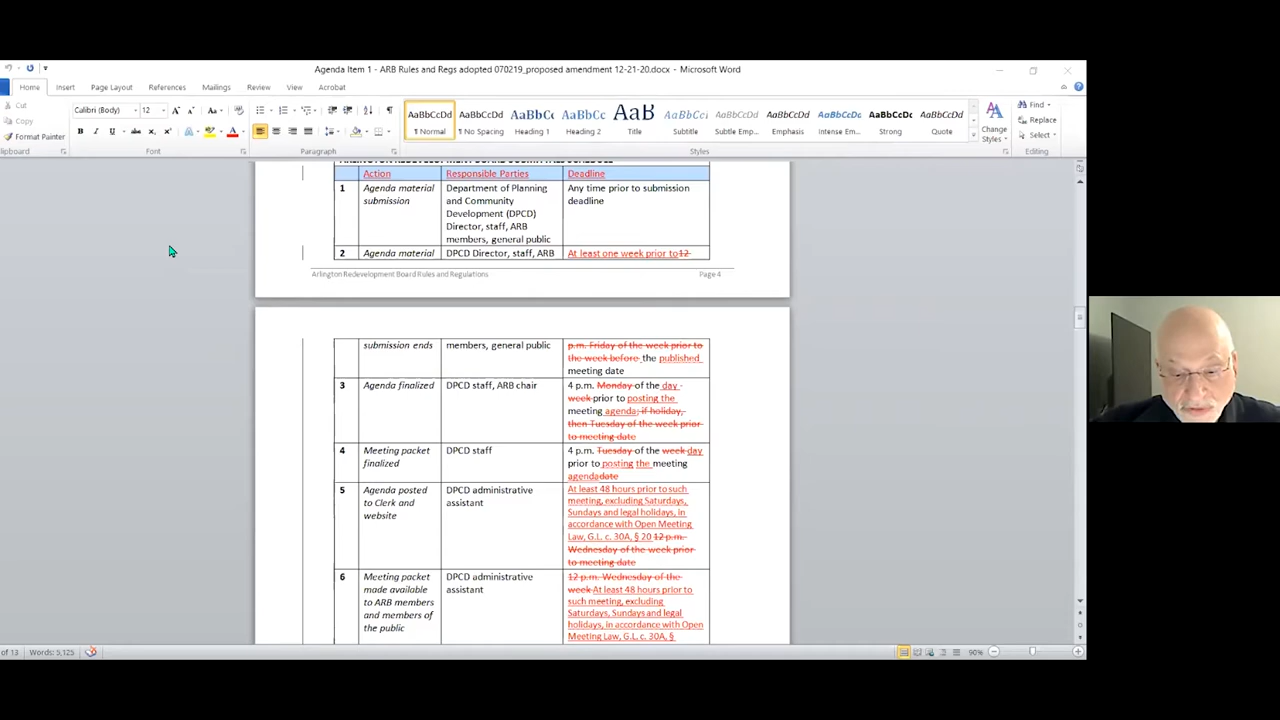 Agenda Item 1 - ARB Rules and Regs adopted 070219_proposed amendment 12-21-20.docx - Microsoft Word
Home Insert Page Layout References Mailings Review View Acrobat
Cut
Copy
Format Painter
Calibri (Body) 12
AaBbCcDd AaBbCcDd AaBbC AaBbCc AaB AaBbCcI AaBbCcDd AaBbCcDd AaBbCcDd AaBbCcDc AaBbCcDd
¶ Normal ¶ No Spacing Heading 1 Heading 2 Title Subtitle Subtle Emp... Emphasis Intense Em... Strong Quote
Change
Styles
Find
Replace
Select
lipboard Font Paragraph Styles Editing
Action Responsible Parties Deadline
1 Agenda material
submission
Department of Planning
and Community
Development (DPCD)
Director, staff, ARB
members, general public
Any time prior to submission
deadline
2 Agenda material DPCD Director, staff, ARB At least one week prior to12
Arlington Redevelopment Board Rules and Regulations Page 4
submission ends members, general public
p.m. Friday of the week prior to
the week before the published
meeting date
3 Agenda finalized DPCD staff, ARB chair
4 p.m. Monday of the day
week prior to posting the
meeting agenda; if holiday,
then Tuesday of the week prior
to meeting date
4 Meeting packet
finalized
DPCD staff
4 p.m. Tuesday of the week day
prior to posting the meeting
agendadate
5 Agenda posted
to Clerk and
website
DPCD administrative
assistant
At least 48 hours prior to such
meeting, excluding Saturdays,
Sundays and legal holidays, in
accordance with Open Meeting
Law, G.L. c. 30A, § 20 12 p.m.
Wednesday of the week prior
to meeting date
6 Meeting packet
made available
to ARB members
and members of
the public
DPCD administrative
assistant
12 p.m. Wednesday of the
week At least 48 hours prior to
such meeting, excluding
Saturdays, Sundays and legal
holidays, in accordance with Open
Meeting Law, G.L. c. 30A, §
of 13 Words: 5,125 90%